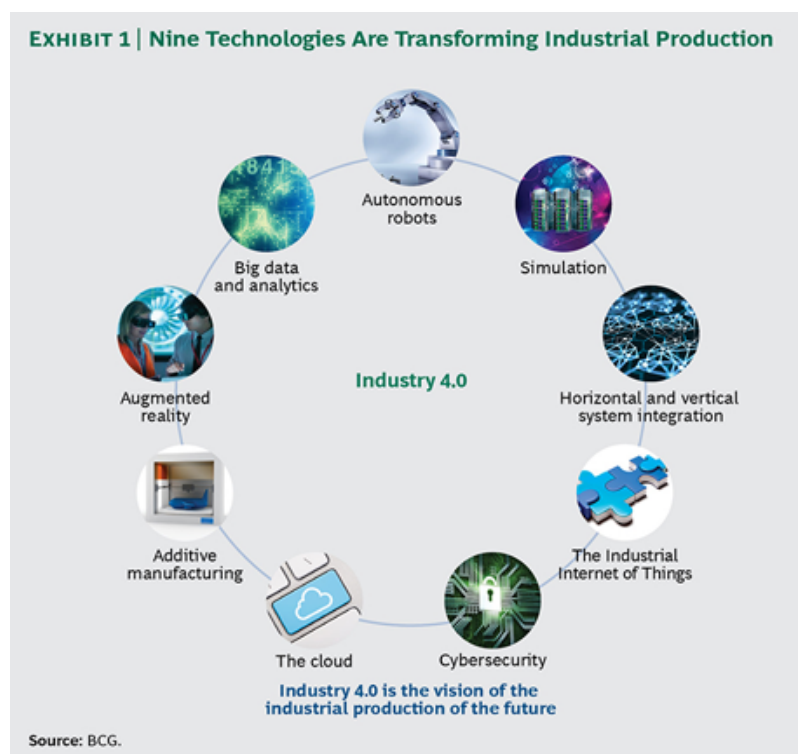 EXHIBIT 1 | Nine Technologies Are Transforming Industrial Production
Autonomous
robots
Simulation
Horizontal and vertical
system integration
The Industrial
Internet of Things
Cybersecurity
The cloud
Additive
manufacturing
Augmented
reality
Big data
and analytics
Industry 4.0
Industry 4.0 is the vision of the
industrial production of the future
Source: BCG.